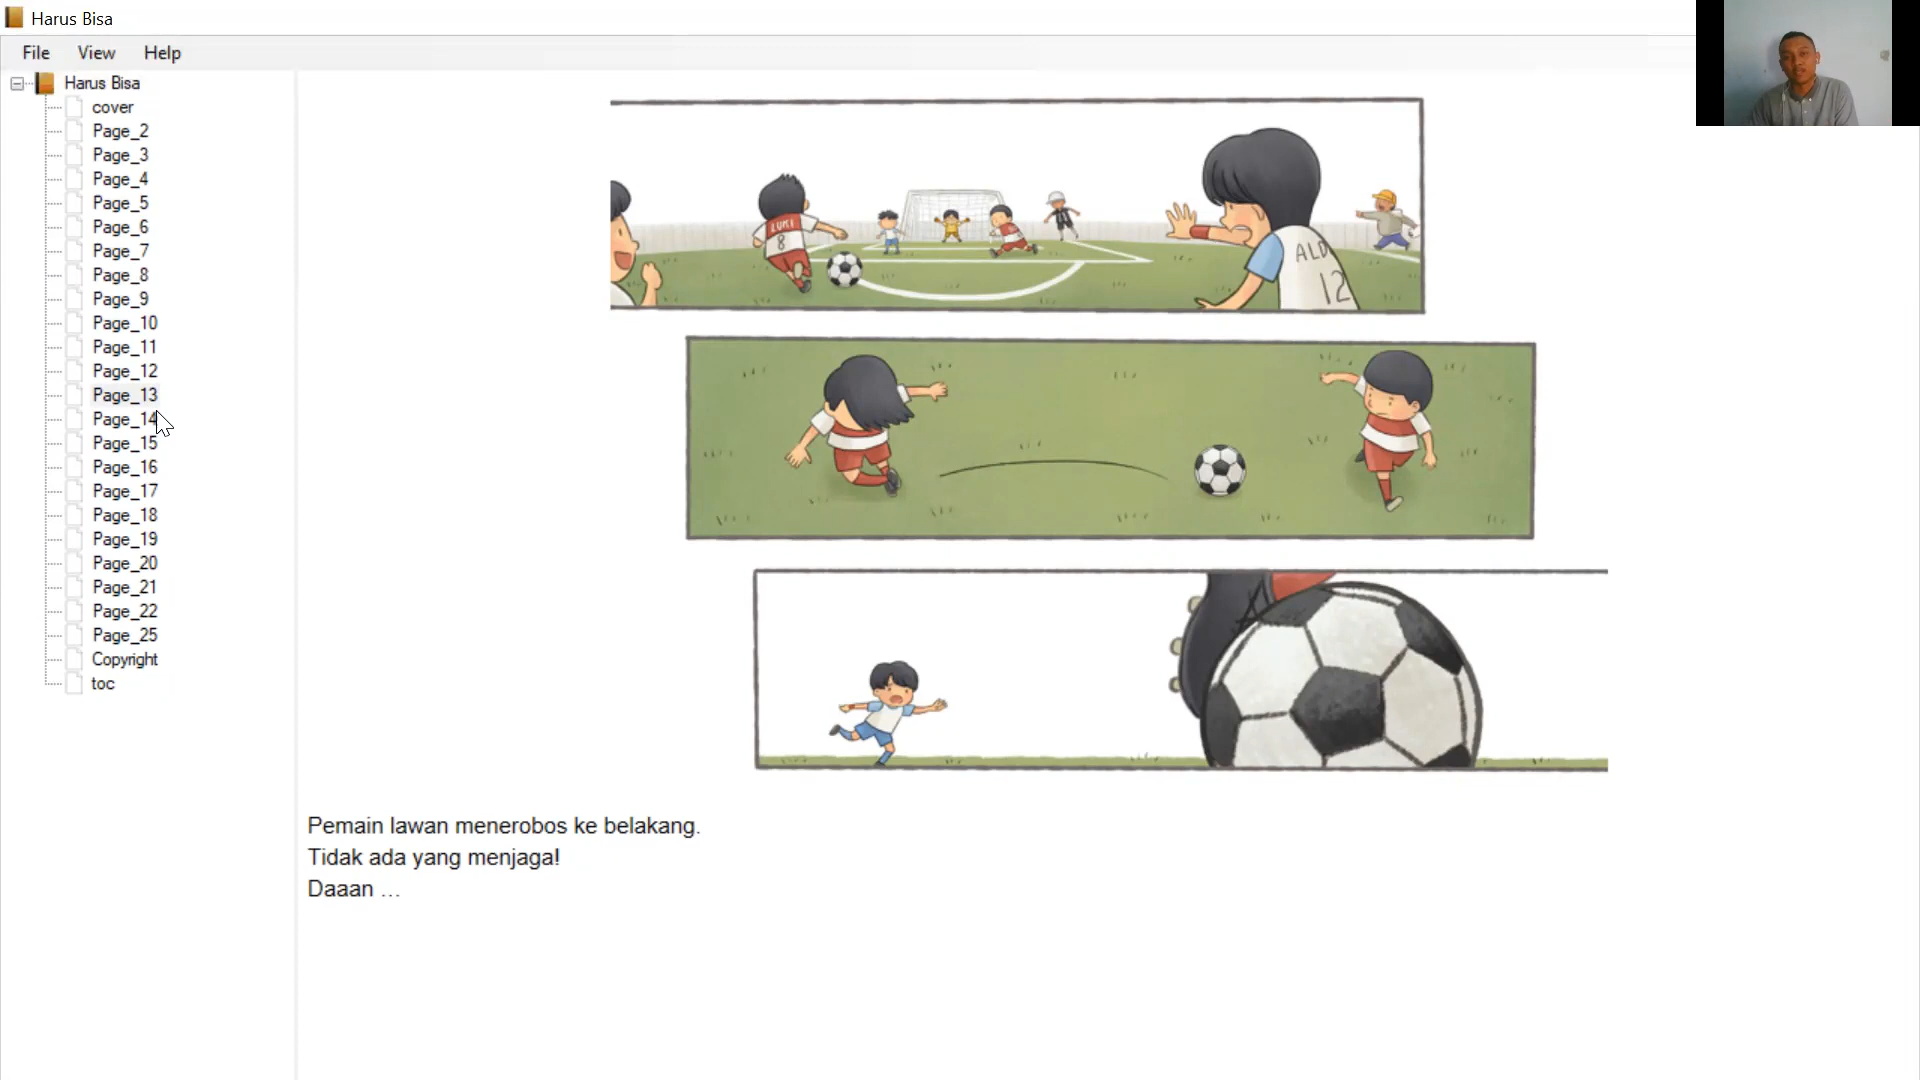 Harus Bisa
File View Help
Harus Bisa
cover
Page_2
Page_3
Page_4
Page_5
Page_6
Page_7
Page_8
Page_9
Page_10
Page_11
Page_12
Page_13
Page_14
Page_15
Page_16
Page_17
Page_18
Page_19
Page_20
Page_21
Page_22
Page_25
Copyright
toc
LUKI
8
ALD
12
Pemain lawan menerobos ke belakang.
Tidak ada yang menjaga!
Daaan …